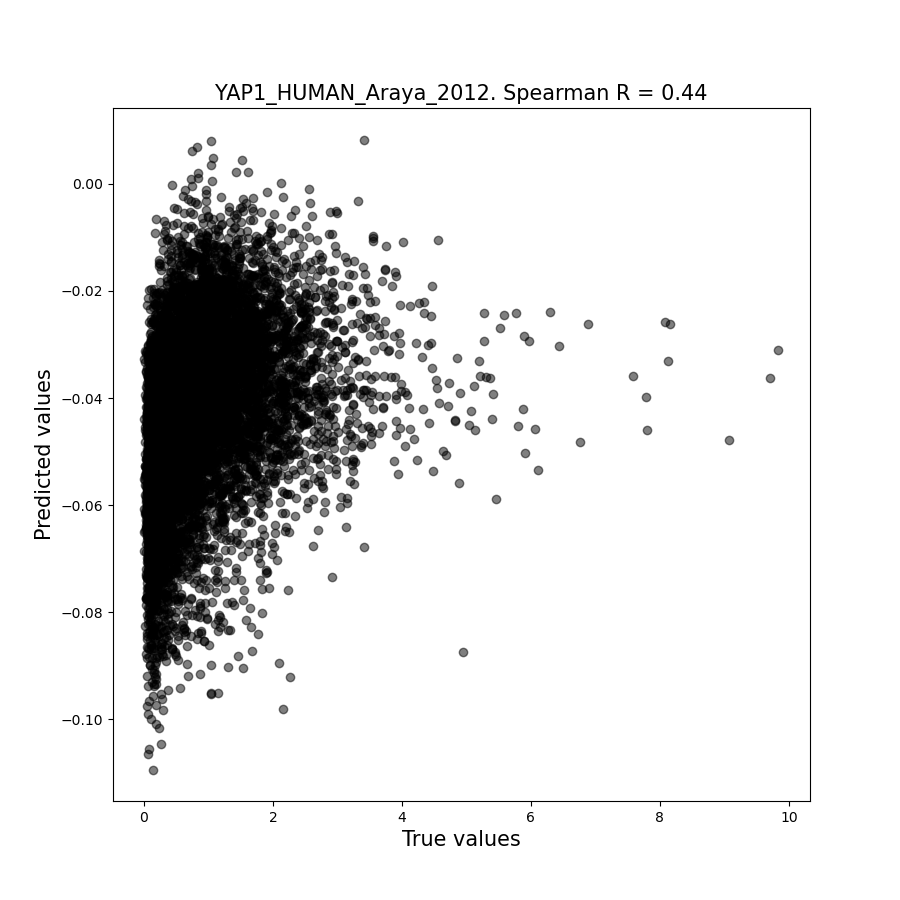 YAP1_HUMAN_Araya_2012. Spearman R = 0.44
0.00
−0.02
−0.04
−0.06
−0.08
−0.10
Predicted values
0 2 4 6 8 10
True values